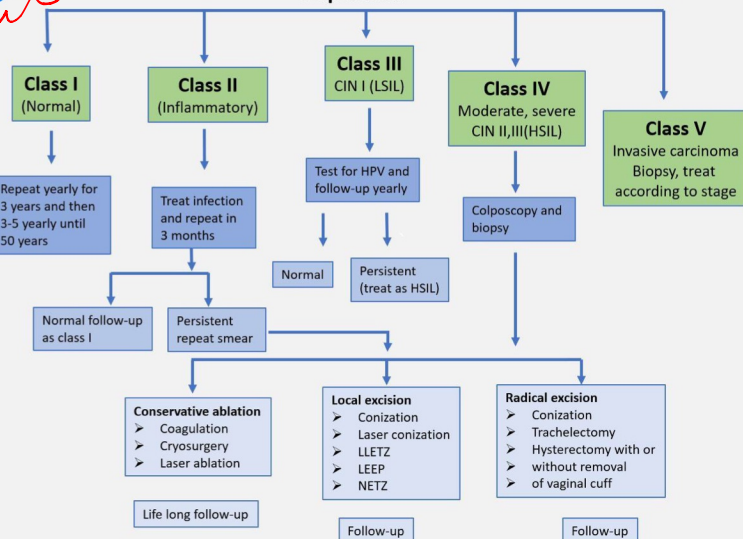 Class I
(Normal)
Class II
(Inflammatory)
Class III
CIN I (LSIL)
Class IV
Moderate, severe
CIN II,III(HSIL)
Class V
Invasive carcinoma
Biopsy, treat
according to stage
Repeat yearly for
3 years and then
3-5 yearly until
50 years
Treat infection
and repeat in
3 months
Test for HPV and
follow-up yearly
Colposcopy and
biopsy
Normal
Persistent
(treat as HSIL)
Normal follow-up
as class I
Persistent
repeat smear
Conservative ablation
➤ Coagulation
➤ Cryosurgery
➤ Laser ablation
Life long follow-up
Local excision
➤ Conization
➤ Laser conization
➤ LLETZ
➤ LEEP
➤ NETZ
Follow-up
Radical excision
➤ Conization
➤ Trachelectomy
➤ Hysterectomy with or
➤ without removal
➤ of vaginal cuff
Follow-up